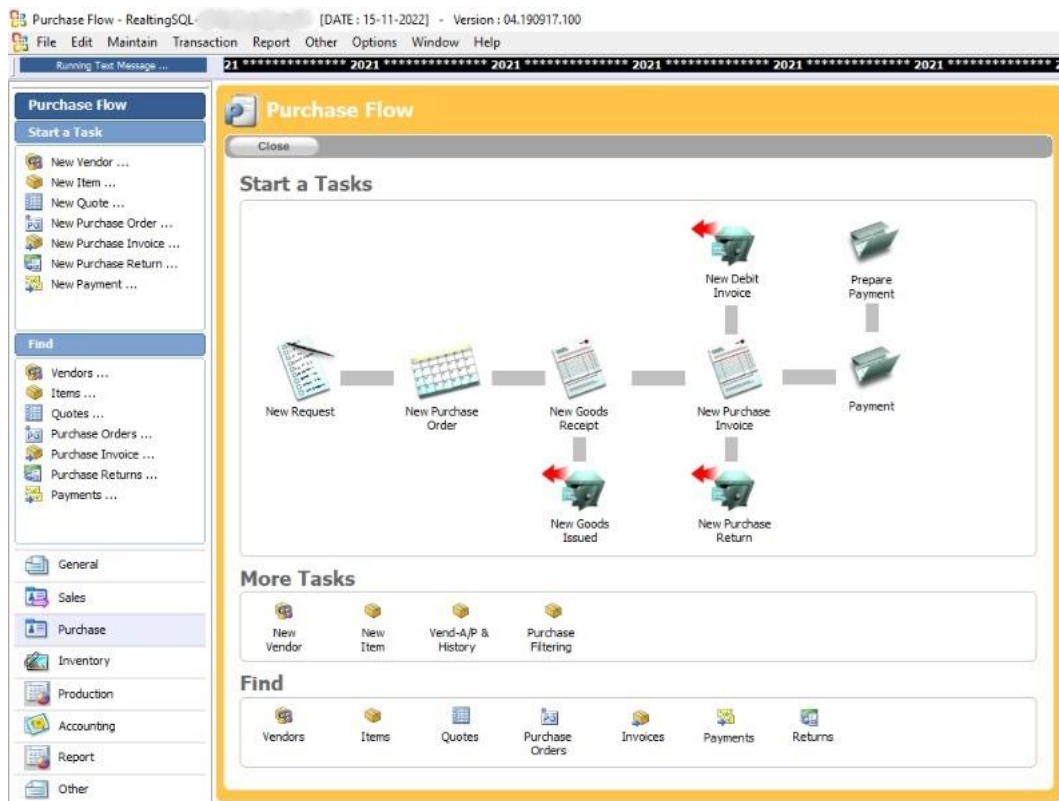 Purchase Flow - RealtingSQL- [DATE : 15-11-2022] - Version : 04.190917.100
File Edit Maintain Transaction Report Other Options Window Help
Running Text Message ... 21 *************** 2021 *************** 2021 *************** 2021 *************** 2021 *************** 2021 ***************
Purchase Flow
Start a Task
New Vendor ...
New Item ...
New Quote ...
New Purchase Order ...
New Purchase Invoice ...
New Purchase Return ...
New Payment ...
Find
Vendors ...
Items ...
Quotes ...
Purchase Orders ...
Purchase Invoice ...
Purchase Returns ...
Payments ...
General
Sales
Purchase
Inventory
Production
Accounting
Report
Other
Purchase Flow
Close
Start a Tasks
New Debit
Invoice
Prepare
Payment
New Request
New Purchase
Order
New Goods
Receipt
New Purchase
Invoice
Payment
New Goods
Issued
New Purchase
Return
More Tasks
New
Vendor
New
Item
Vend-A/P &
History
Purchase
Filtering
Find
Vendors
Items
Quotes
Purchase
Orders
Invoices
Payments
Returns